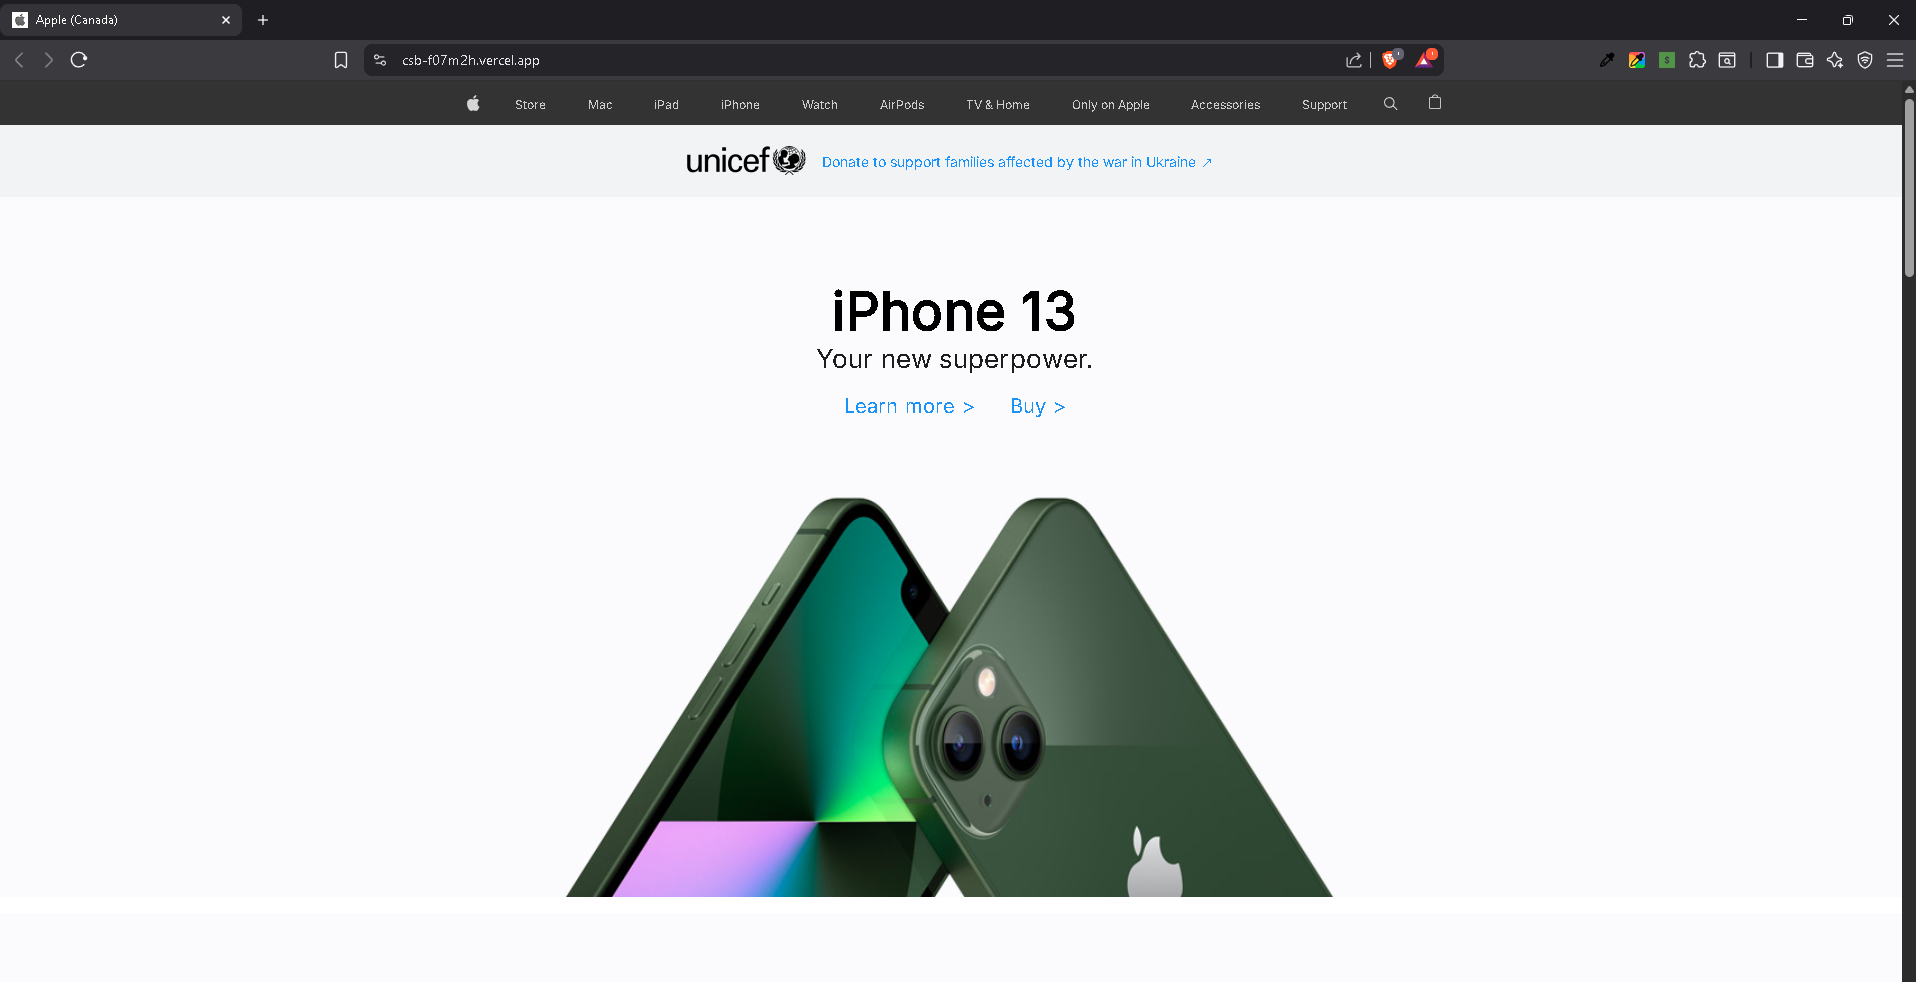 Apple (Canada)
csb-f07m2h.vercel.app
Store Mac iPad iPhone Watch AirPods TV & Home Only on Apple Accessories Support
unicef Donate to support families affected by the war in Ukraine ↗
iPhone 13
Your new superpower.
Learn more > Buy >